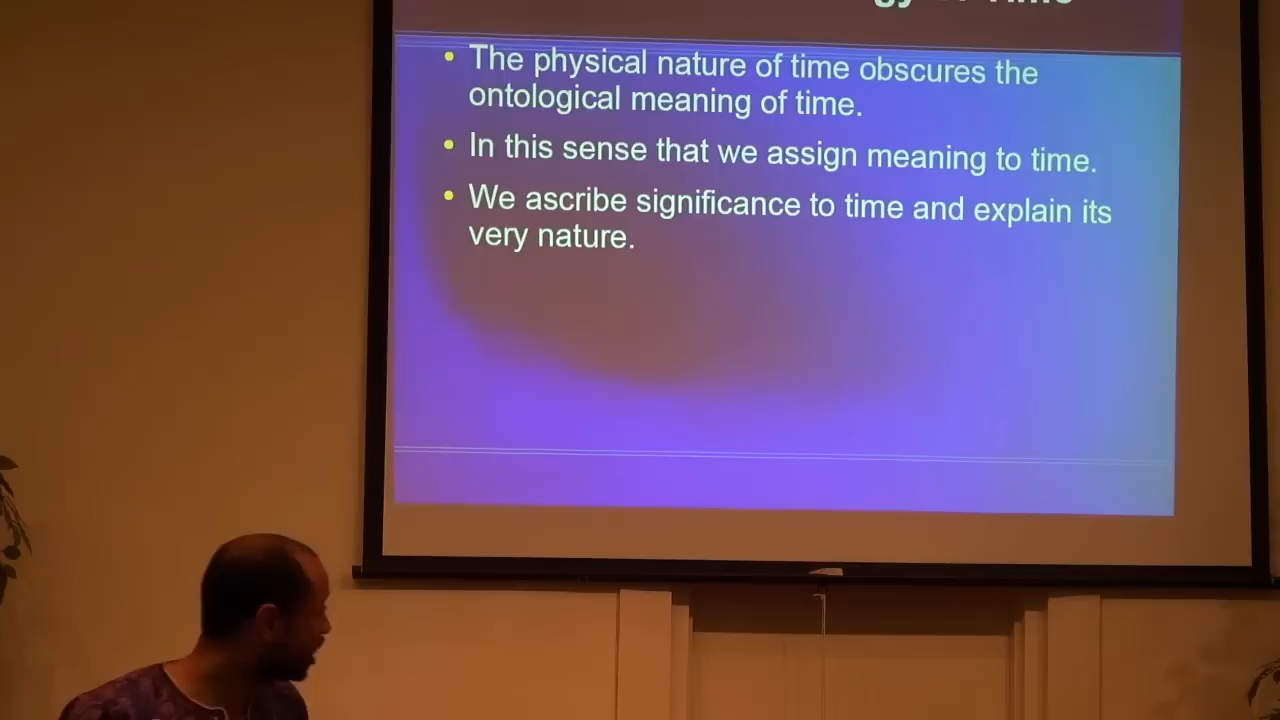 The physical nature of time obscures the
ontological meaning of time.
In this sense that we assign meaning to time.
We ascribe significance to time and explain its
very nature.